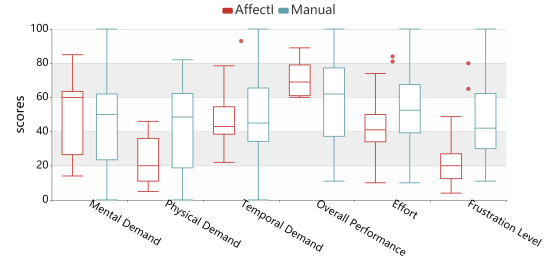 AffectI Manual
scores
100
80
60
40
20
0
Mental Demand
Physical Demand
Temporal Demand
Overall Performance
Effort
Frustration Level